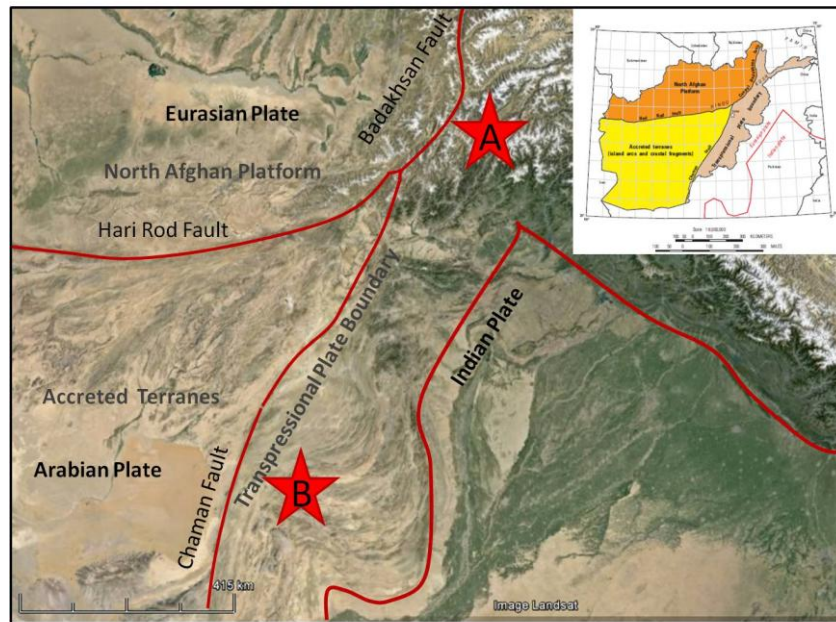 Eurasian Plate
Badakhsan Fault
A
North Afghan Platform
Hari Rod Fault
Transpressional Plate Boundary
Indian Plate
Accreted Terranes
Arabian Plate
Chaman Fault
B
415 km
Image Landsat
North Afghan
Platform
Accreted terranes
(Island arcs and crustal fragments)